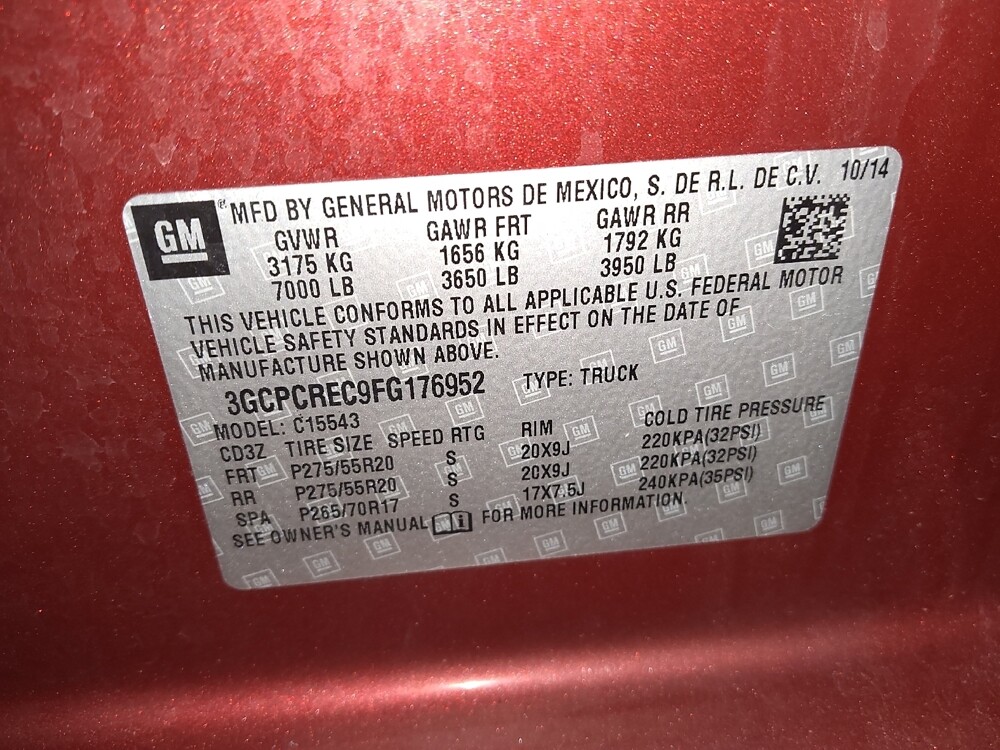 GM ® MFD BY GENERAL MOTORS DE MEXICO, S. DE R.L. DE C.V. 10/14
GVWR GAWR FRT GAWR RR
3175 KG 1656 KG 1792 KG
7000 LB 3650 LB 3950 LB
THIS VEHICLE CONFORMS TO ALL APPLICABLE U.S. FEDERAL MOTOR
VEHICLE SAFETY STANDARDS IN EFFECT ON THE DATE OF
MANUFACTURE SHOWN ABOVE.
3GCPCREC9FG176952 TYPE: TRUCK
MODEL: C15543
CD3Z TIRE SIZE SPEED RTG RIM COLD TIRE PRESSURE
FRT P275/55R20 S 20X9J 220KPA(32PSI)
RR P275/55R20 S 20X9J 220KPA(32PSI)
SPA P265/70R17 S 17X7.5J 240KPA(35PSI)
SEE OWNER'S MANUAL FOR MORE INFORMATION.